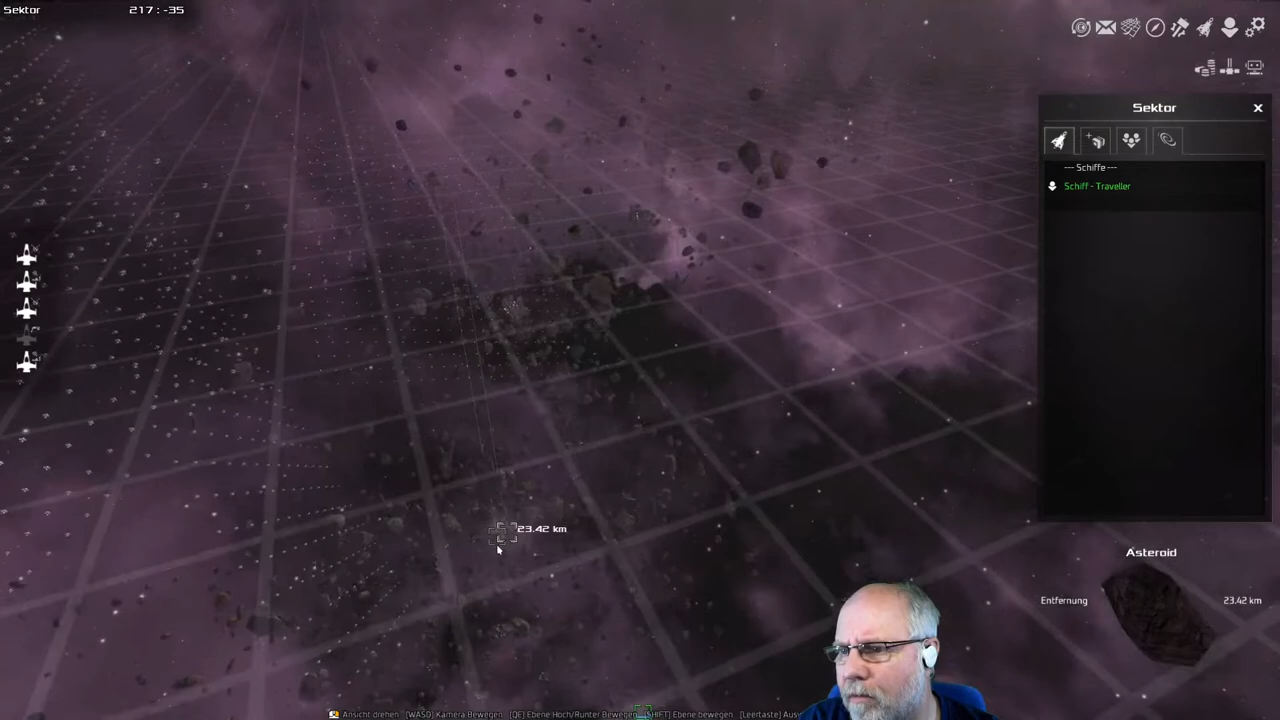 Sektor 217 : -35
Sektor
--- Schiffe ---
Schiff - Traveller
23.42 km
Asteroid
Entfernung 23.42 km
Ansicht drehen [WASD] Kamera Bewegen [QE] Ebene Hoch/Runter Bewegen [SHIFT] Ebene bewegen [Leertaste]